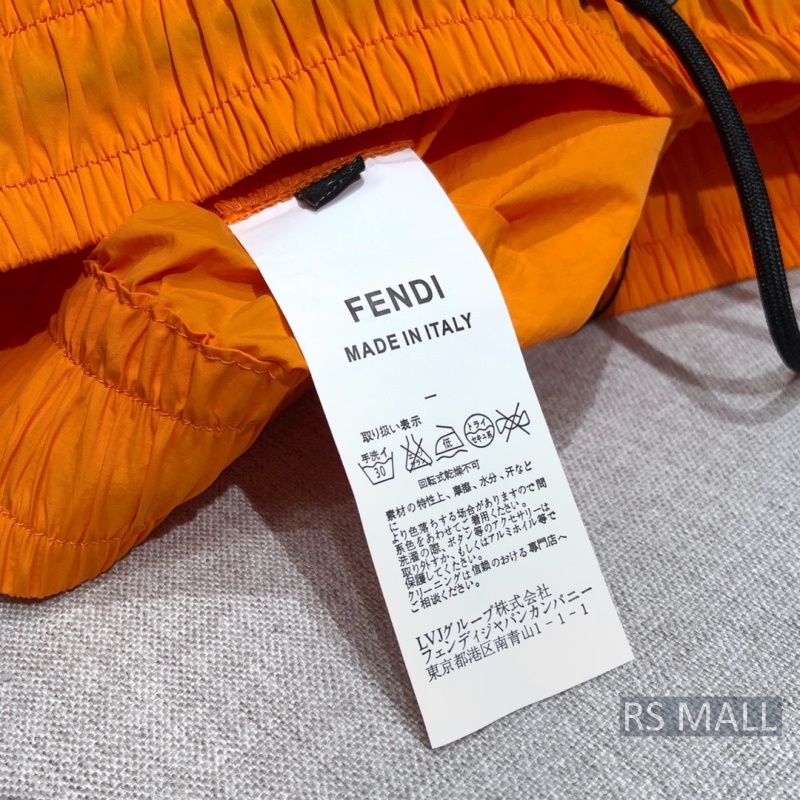 FENDI
MADE IN ITALY
—
取り扱い表示
手洗イ
30
低
ドライ
セキユ系
回転式乾燥不可
素材の特性上、摩擦、水分、汗など
に
より色落ちする場合がありますので同
系色をあわせてご着用ください。
洗濯の際、ボタン等のアクセサリーは
取り外すか、もしくはアルミホイル等で
保護してください。
クリーニングは信頼のおける専門店へ
ご相談ください。
LVJグループ株式会社
フェンディジャパンカンパニー
東京都港区南青山1-1-1
RS MALL